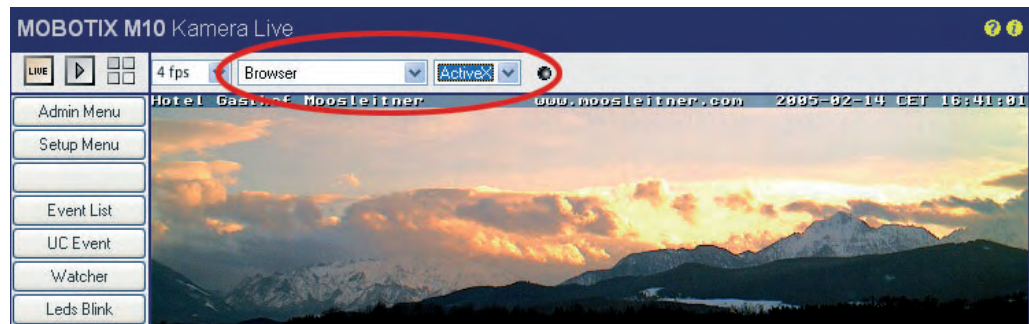 MOBOTIX M10 Kamera Live
LIVE
4 fps Browser ActiveX
Hotel Gasthof Moosleitner www.moosleitner.com 2005-02-14 CET 16:41:01
Admin Menu
Setup Menu
Event List
UC Event
Watcher
Leds Blink